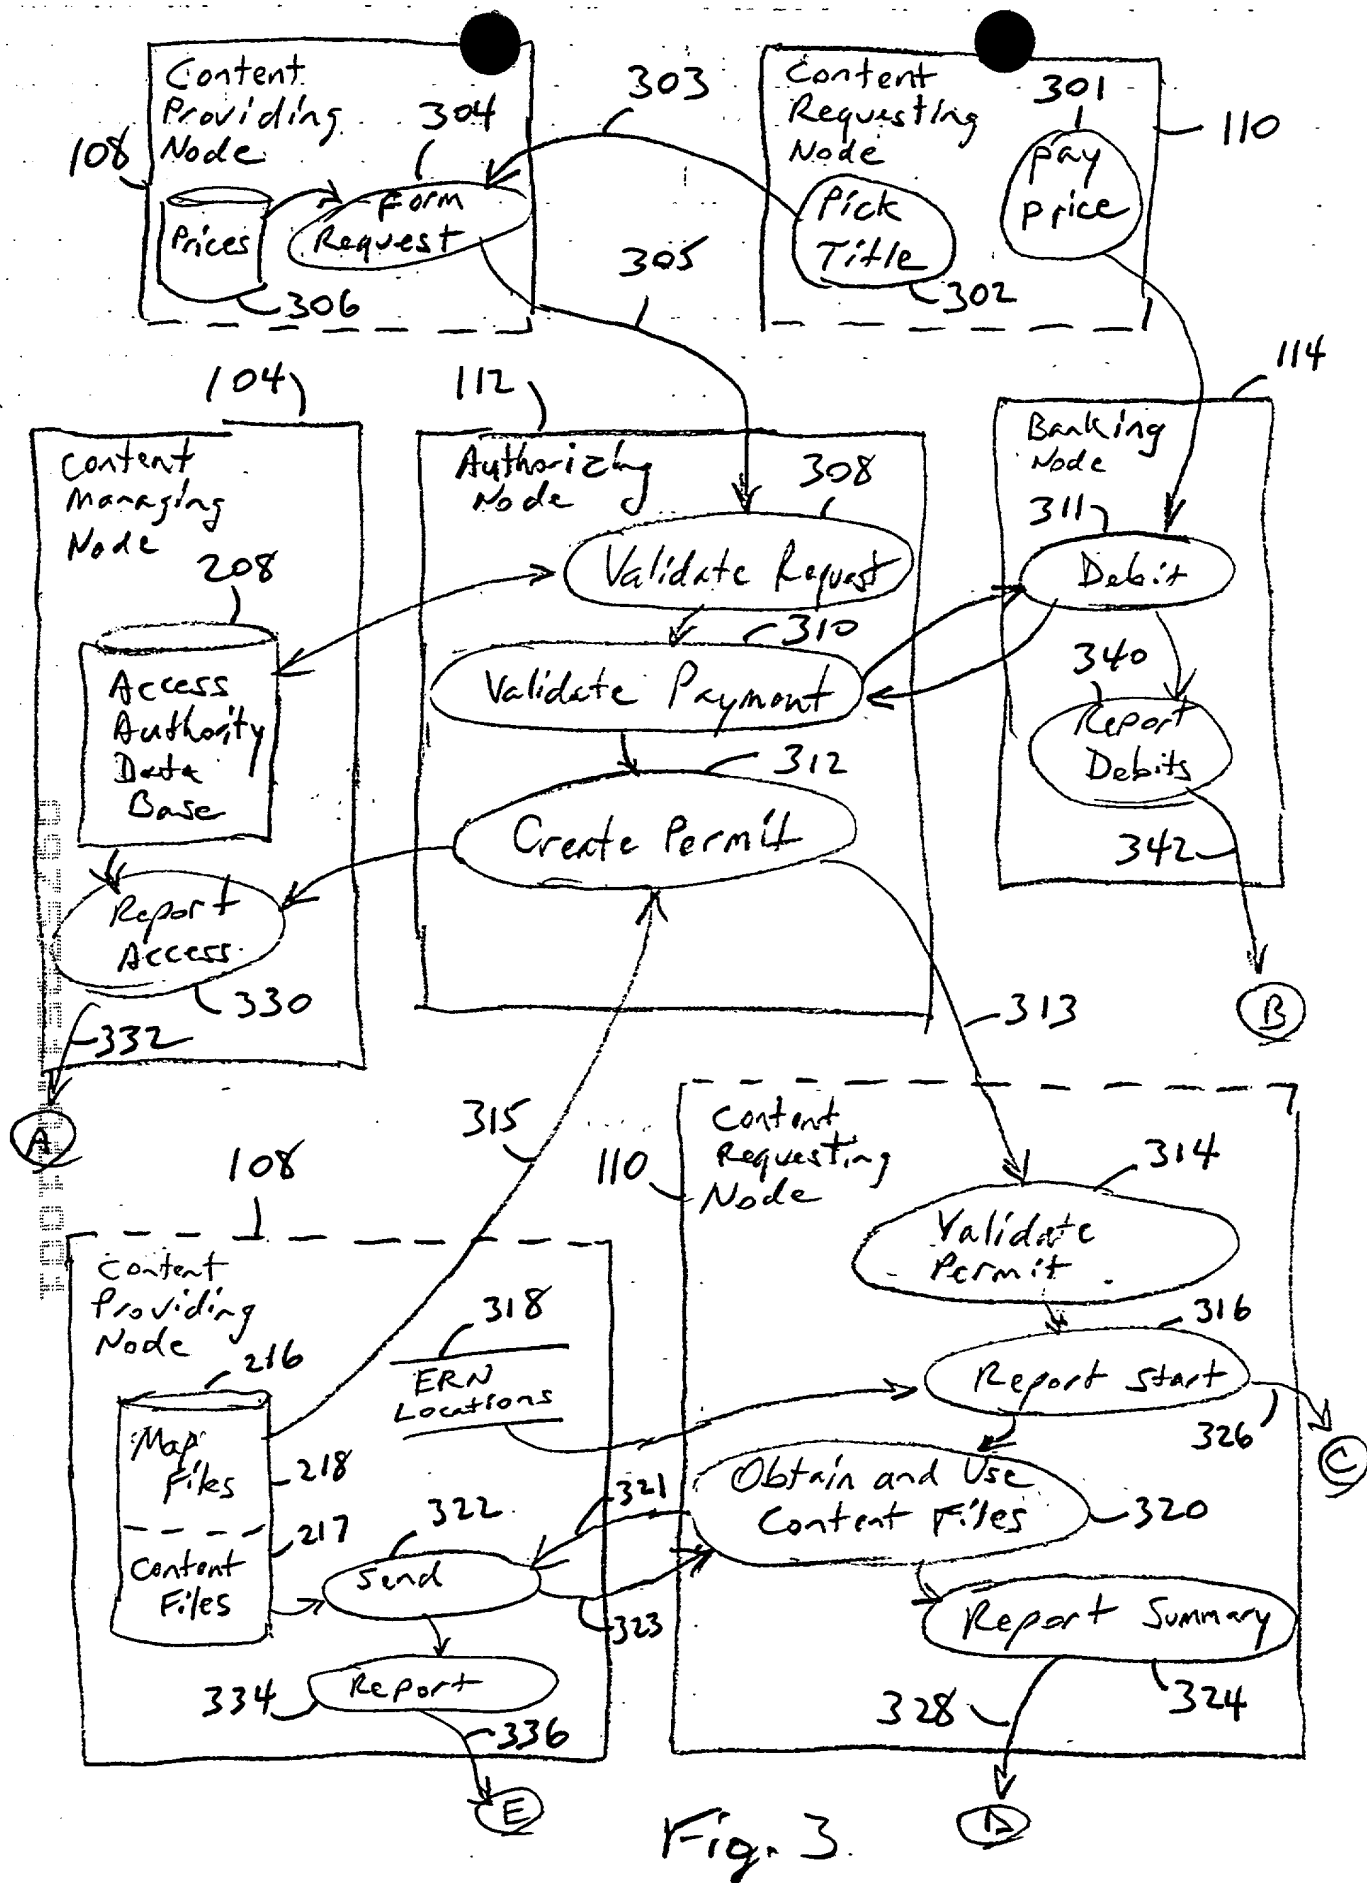 Content
Providing
Node
108
304
Form
Request
Prices
306
303
305
Content
Requesting
Node
301
110
pay
price
Pick
Title
302
104
Content
Managing
Node
208
Access
Authority
Data
Base
Report
Access
330
332
A
112
Authorizing
Node
308
Validate Request
310
Validate Payment
312
Create Permit
114
Banking
Node
311
Debit
340
Report
Debits
342
B
313
315
108
Content
Providing
Node
216
Map
Files
218
217
Content
Files
318
ERN
Locations
322
Send
321
323
334
Report
336
E
110
Content
Requesting
Node
314
Validate
Permit
316
Report Start
326
C
Obtain and Use
Content Files
320
Report Summary
324
328
D
Fig. 3